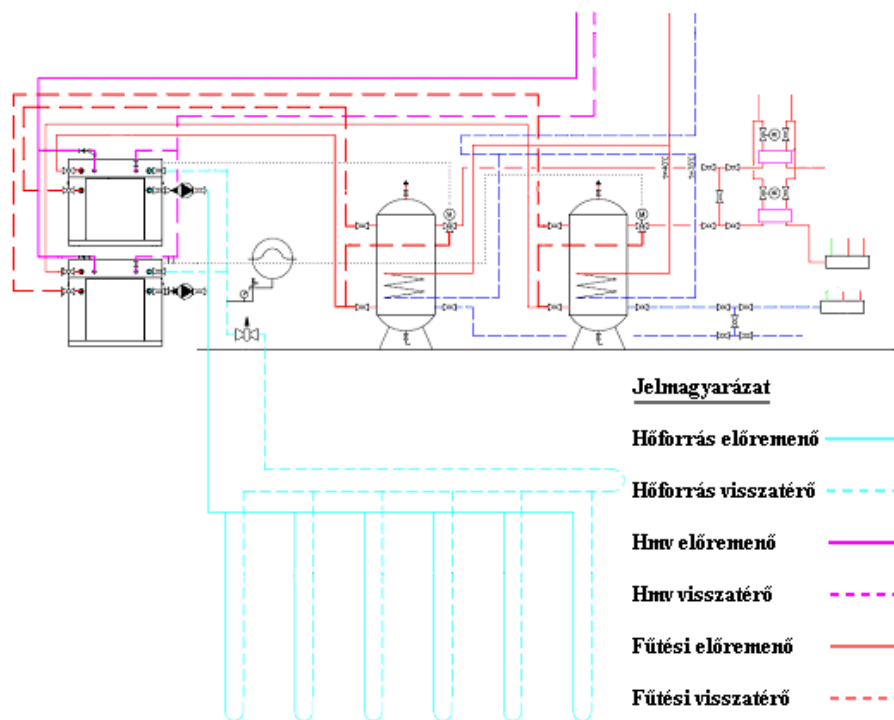 M
M
Jelmagyarázat
Hőforrás előremenő
Hőforrás visszatérő
Hmv előremenő
Hmv visszatérő
Fűtési előremenő
Fűtési visszatérő